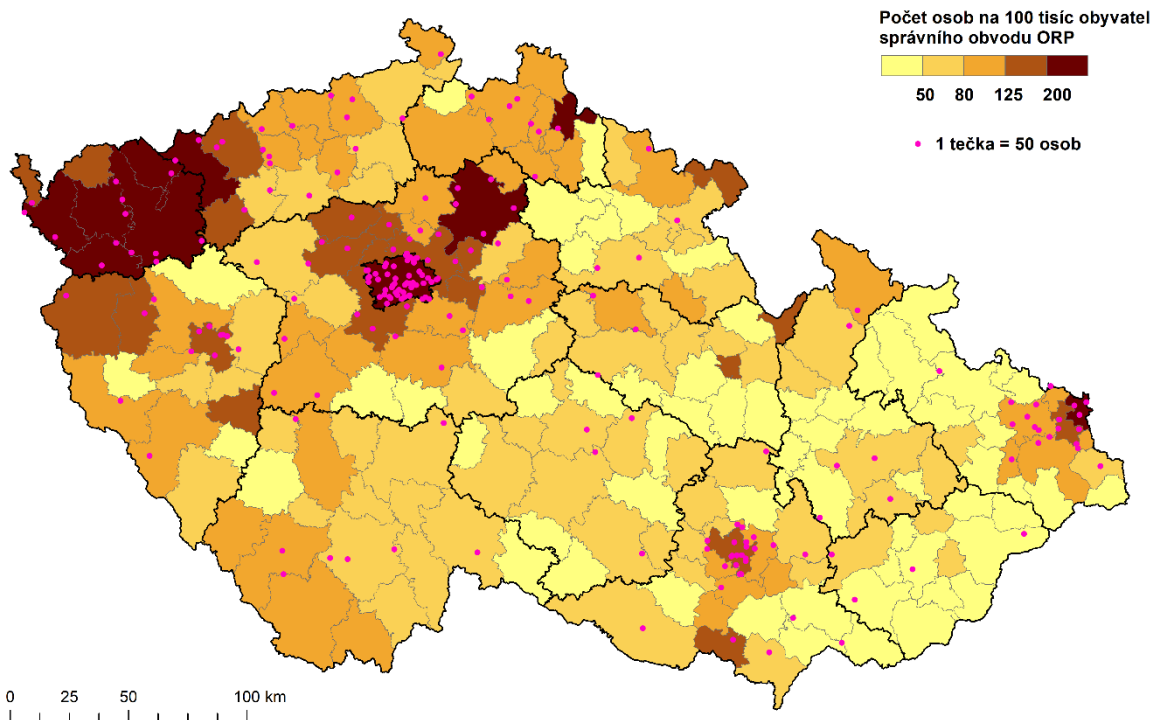 Počet osob na 100 tisíc obyvatel
správního obvodu ORP
50 80 125 200
1 tečka = 50 osob
0 25 50 100 km